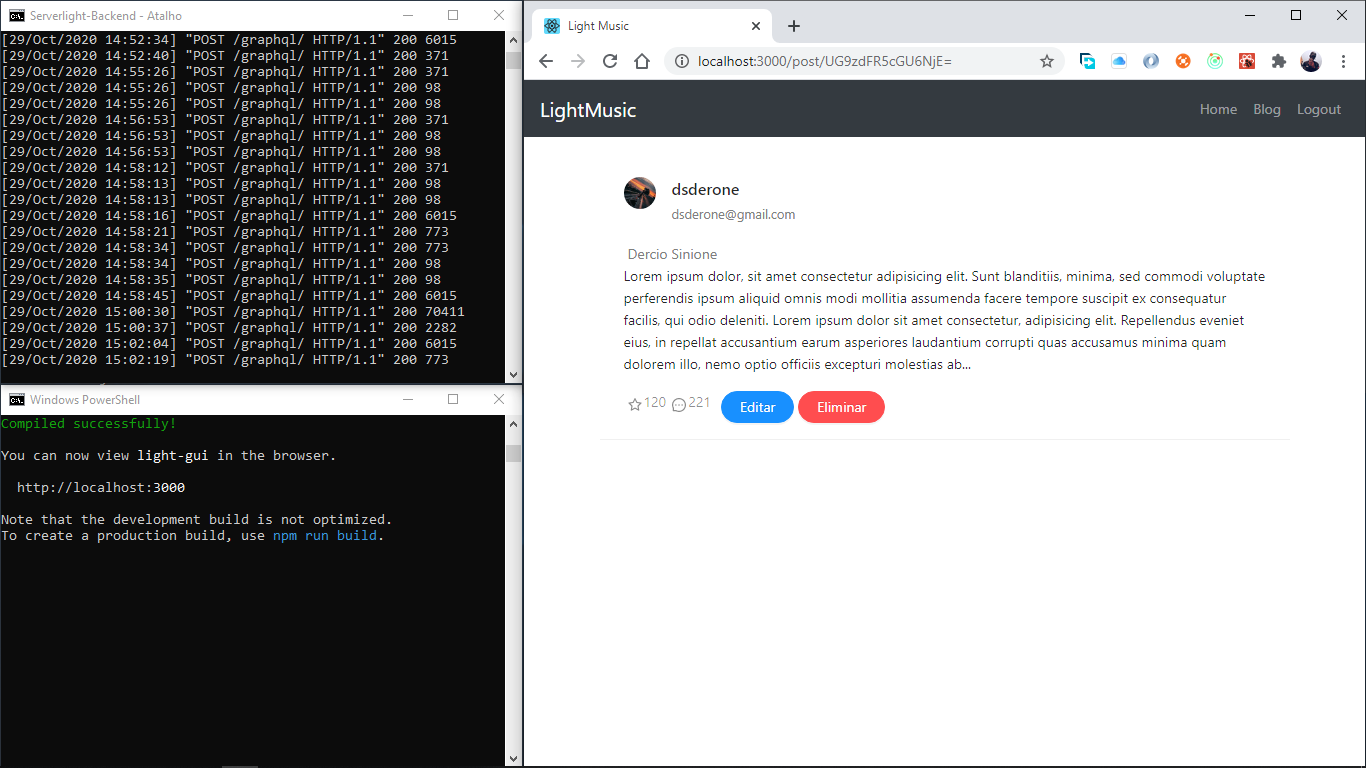 Serverlight-Backend - Atalho
[29/Oct/2020 14:52:34] "POST /graphql/ HTTP/1.1" 200 6015
[29/Oct/2020 14:52:40] "POST /graphql/ HTTP/1.1" 200 371
[29/Oct/2020 14:55:26] "POST /graphql/ HTTP/1.1" 200 371
[29/Oct/2020 14:55:26] "POST /graphql/ HTTP/1.1" 200 98
[29/Oct/2020 14:55:26] "POST /graphql/ HTTP/1.1" 200 98
[29/Oct/2020 14:56:53] "POST /graphql/ HTTP/1.1" 200 371
[29/Oct/2020 14:56:53] "POST /graphql/ HTTP/1.1" 200 98
[29/Oct/2020 14:56:53] "POST /graphql/ HTTP/1.1" 200 98
[29/Oct/2020 14:58:12] "POST /graphql/ HTTP/1.1" 200 371
[29/Oct/2020 14:58:13] "POST /graphql/ HTTP/1.1" 200 98
[29/Oct/2020 14:58:13] "POST /graphql/ HTTP/1.1" 200 98
[29/Oct/2020 14:58:16] "POST /graphql/ HTTP/1.1" 200 6015
[29/Oct/2020 14:58:21] "POST /graphql/ HTTP/1.1" 200 773
[29/Oct/2020 14:58:34] "POST /graphql/ HTTP/1.1" 200 773
[29/Oct/2020 14:58:34] "POST /graphql/ HTTP/1.1" 200 98
[29/Oct/2020 14:58:35] "POST /graphql/ HTTP/1.1" 200 98
[29/Oct/2020 14:58:45] "POST /graphql/ HTTP/1.1" 200 6015
[29/Oct/2020 15:00:30] "POST /graphql/ HTTP/1.1" 200 70411
[29/Oct/2020 15:00:37] "POST /graphql/ HTTP/1.1" 200 2282
[29/Oct/2020 15:02:04] "POST /graphql/ HTTP/1.1" 200 6015
[29/Oct/2020 15:02:19] "POST /graphql/ HTTP/1.1" 200 773
Windows PowerShell
Compiled successfully!
You can now view light-gui in the browser.
http://localhost:3000
Note that the development build is not optimized.
To create a production build, use npm run build.
Light Music
localhost:3000/post/UG9zdFR5cGU6NjE=
LightMusic
Home Blog Logout
dsderone
dsderone@gmail.com
Dercio Sinione
Lorem ipsum dolor, sit amet consectetur adipisicing elit. Sunt blanditiis, minima, sed commodi voluptate
perferendis ipsum aliquid omnis modi mollitia assumenda facere tempore suscipit ex consequatur
facilis, qui odio deleniti. Lorem ipsum dolor sit amet consectetur, adipisicing elit. Repellendus eveniet
eius, in repellat accusantium earum asperiores laudantium corrupti quas accusamus minima quam
dolorem illo, nemo optio officiis excepturi molestias ab...
120 221 Editar Eliminar